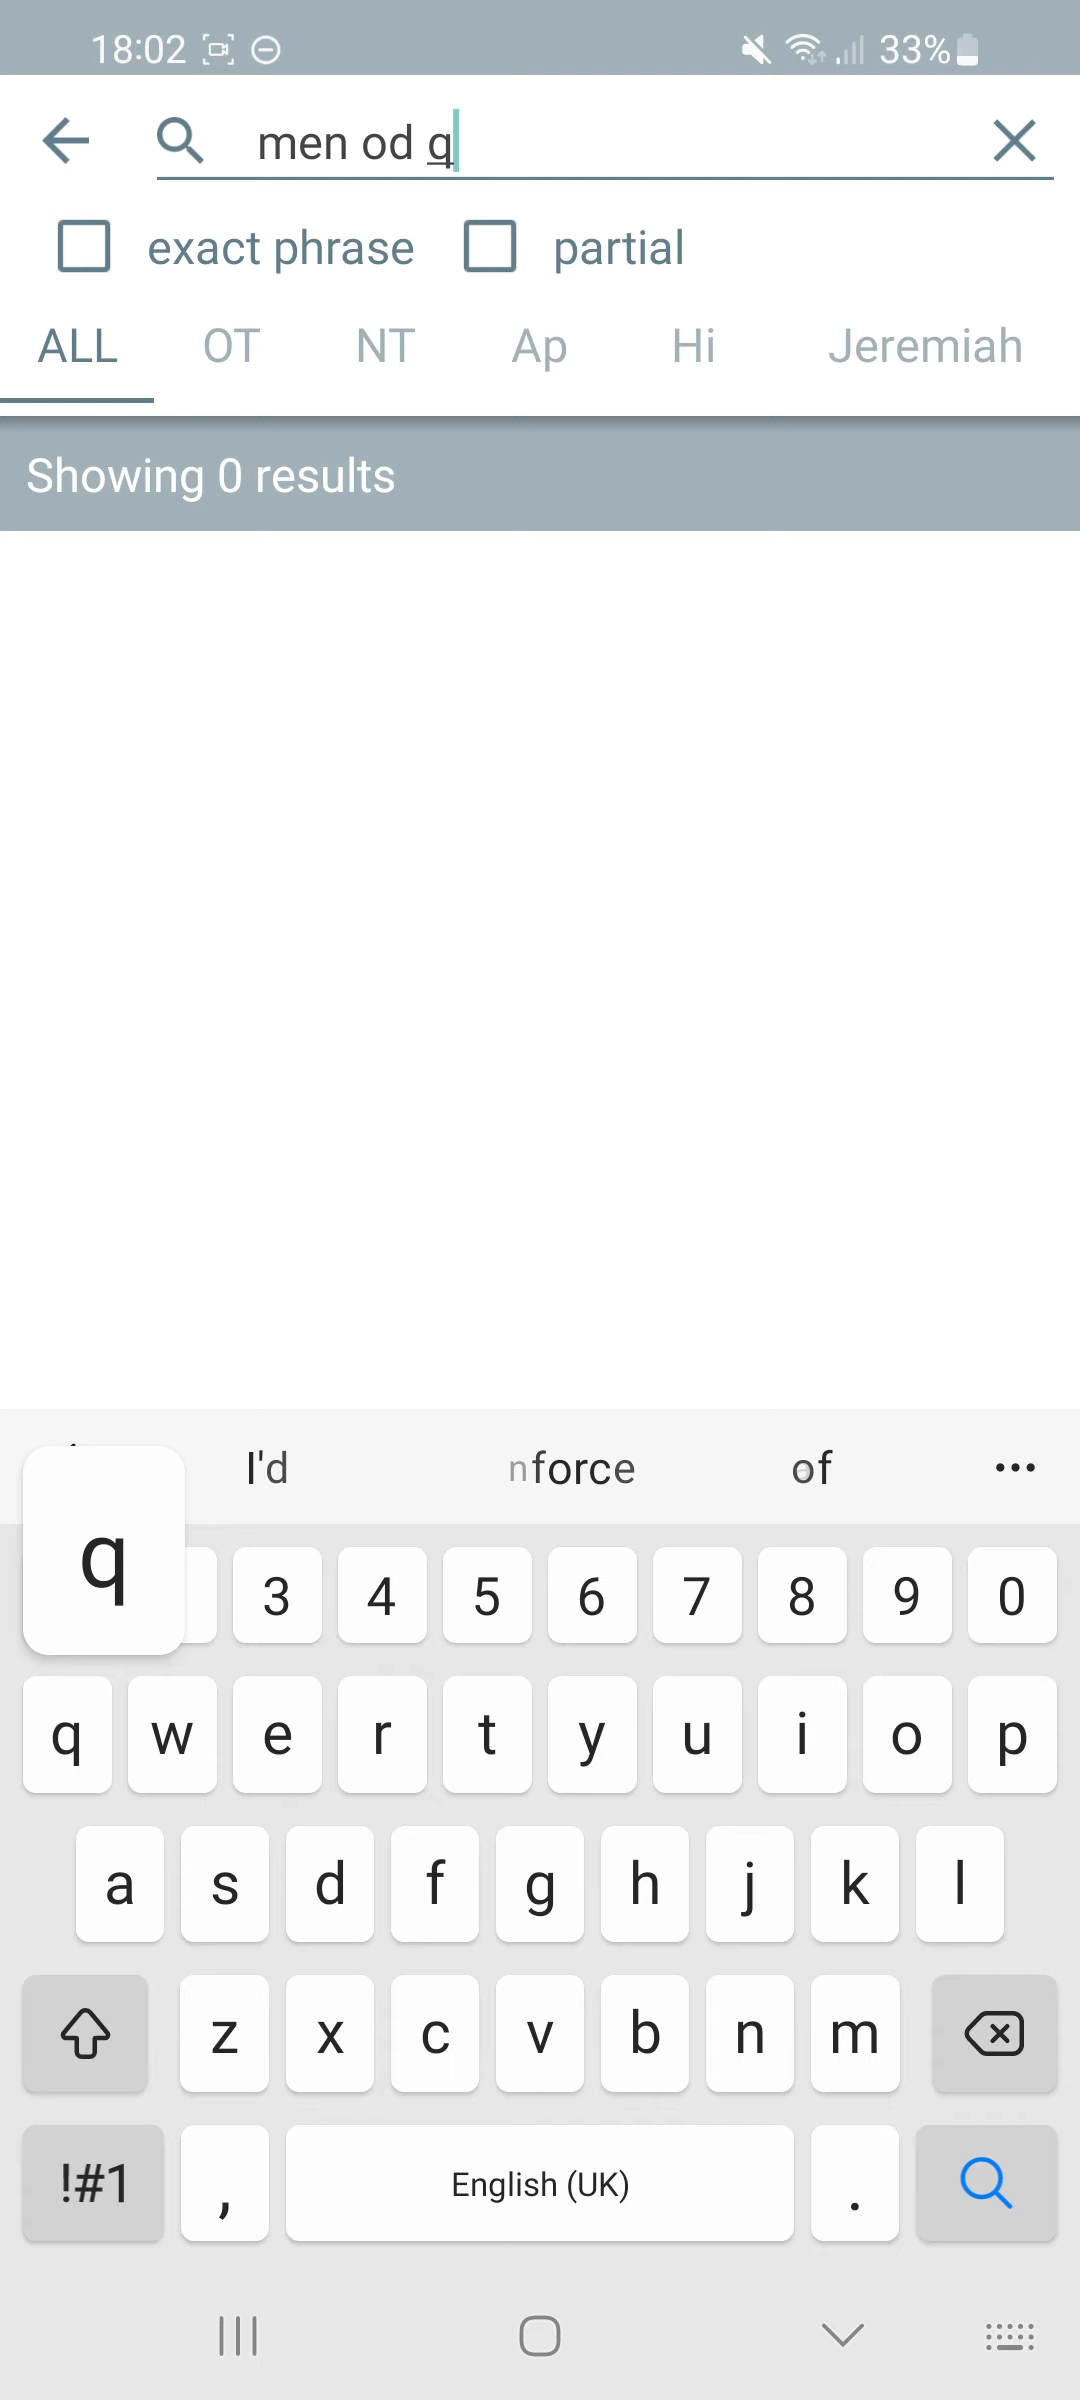 18:02 33%
men od q
exact phrase partial
ALL OT NT Ap Hi Jeremiah
Showing 0 results
I'd of
q
3 4 5 6 7 8 9 0
q w e r t y u i o p
a s d f g h j k l
z x c v b n m
!#1 , English (UK) .